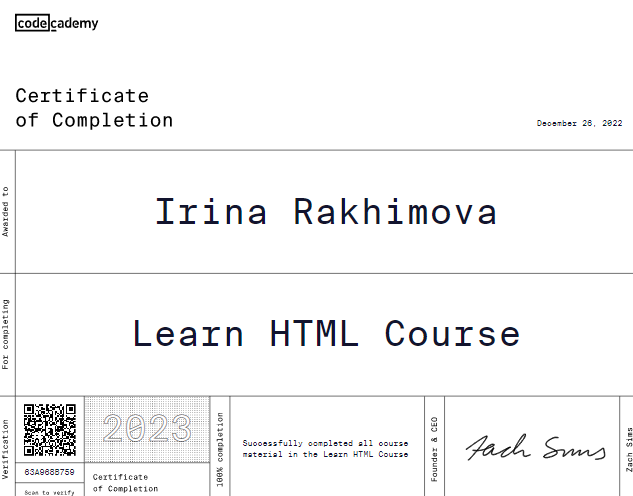 codecademy
Certificate
of Completion
December 26, 2022
Awarded to
Irina Rakhimova
For completing
Learn HTML Course
Verification
63A968B759
Scan to verify
2023
Certificate
of Completion
100% completion
Successfully completed all course
material in the Learn HTML Course
Founder & CEO
Zach Sims
Zach Sims